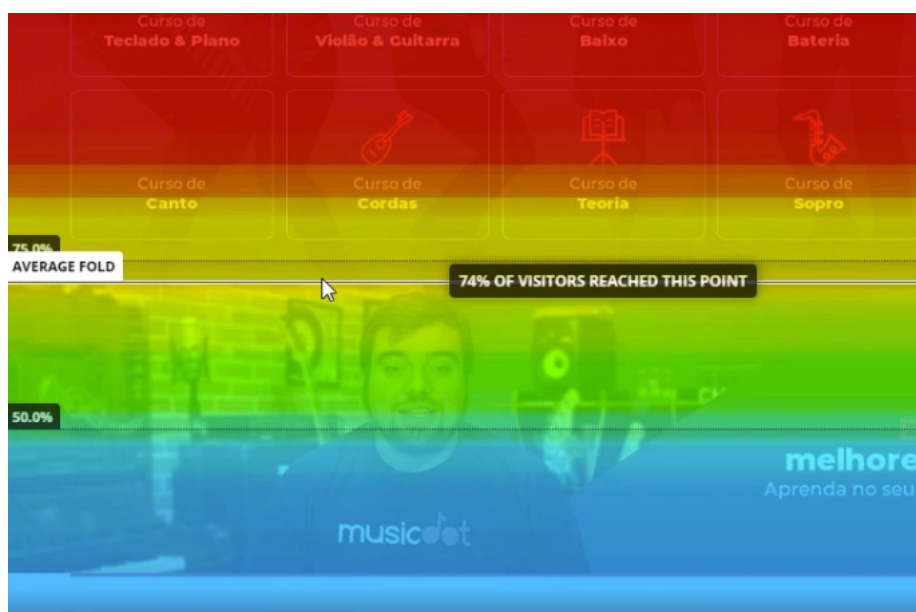 Curso de
Teclado & Piano
Curso de
Violão & Guitarra
Curso de
Baixo
Curso de
Bateria
Curso de
Canto
Curso de
Cordas
Curso de
Teoria
Curso de
Sopro
75.0%
AVERAGE FOLD
74% OF VISITORS REACHED THIS POINT
50.0%
melhore
Aprenda no seu
musicdot